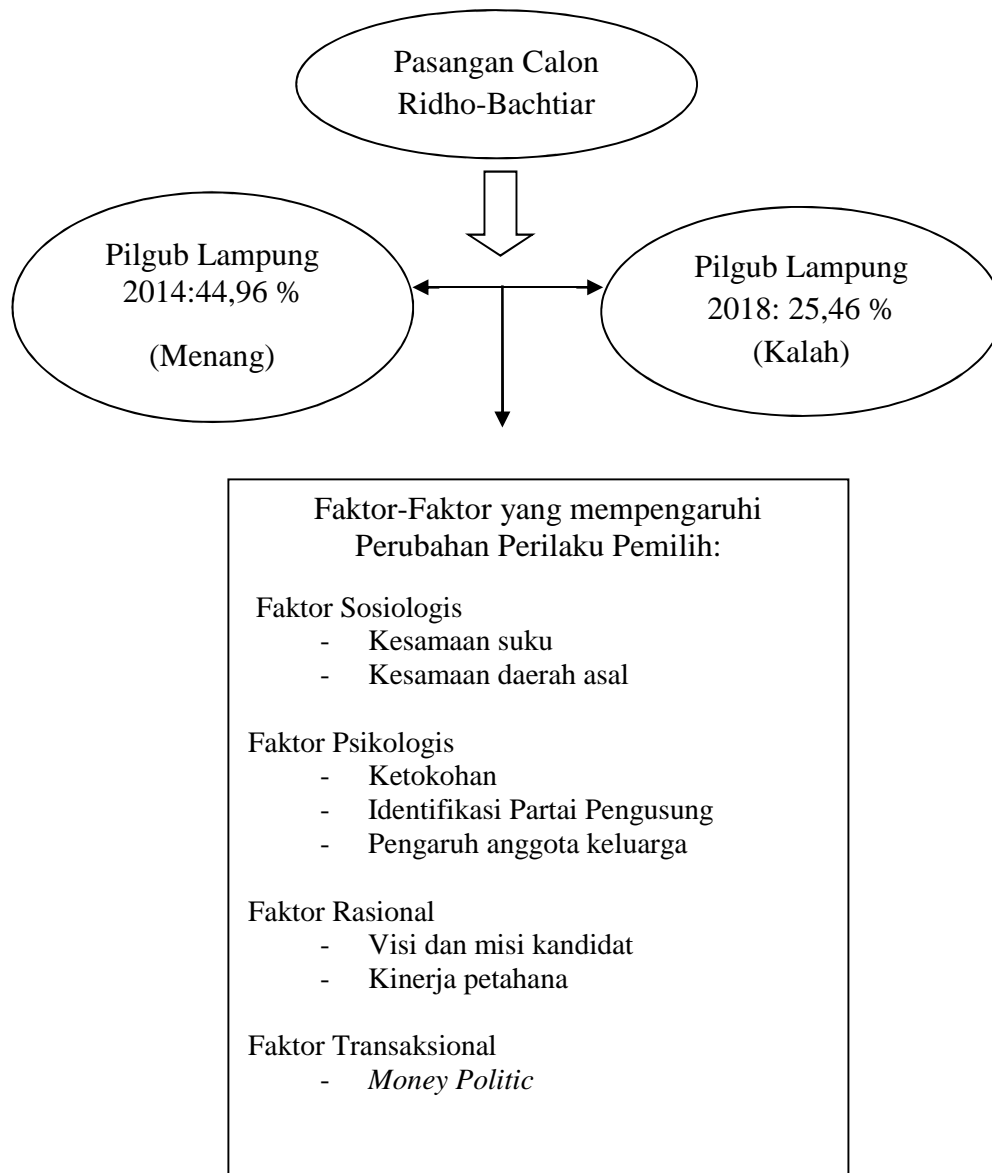 Pasangan Calon
Ridho-Bachtiar
Pilgub Lampung
2014:44,96 %
(Menang)
Pilgub Lampung
2018: 25,46 %
(Kalah)
Faktor-Faktor yang mempengaruhi
Perubahan Perilaku Pemilih:
Faktor Sosiologis
- Kesamaan suku
- Kesamaan daerah asal
Faktor Psikologis
- Ketokohan
- Identifikasi Partai Pengusung
- Pengaruh anggota keluarga
Faktor Rasional
- Visi dan misi kandidat
- Kinerja petahana
Faktor Transaksional
- Money Politic